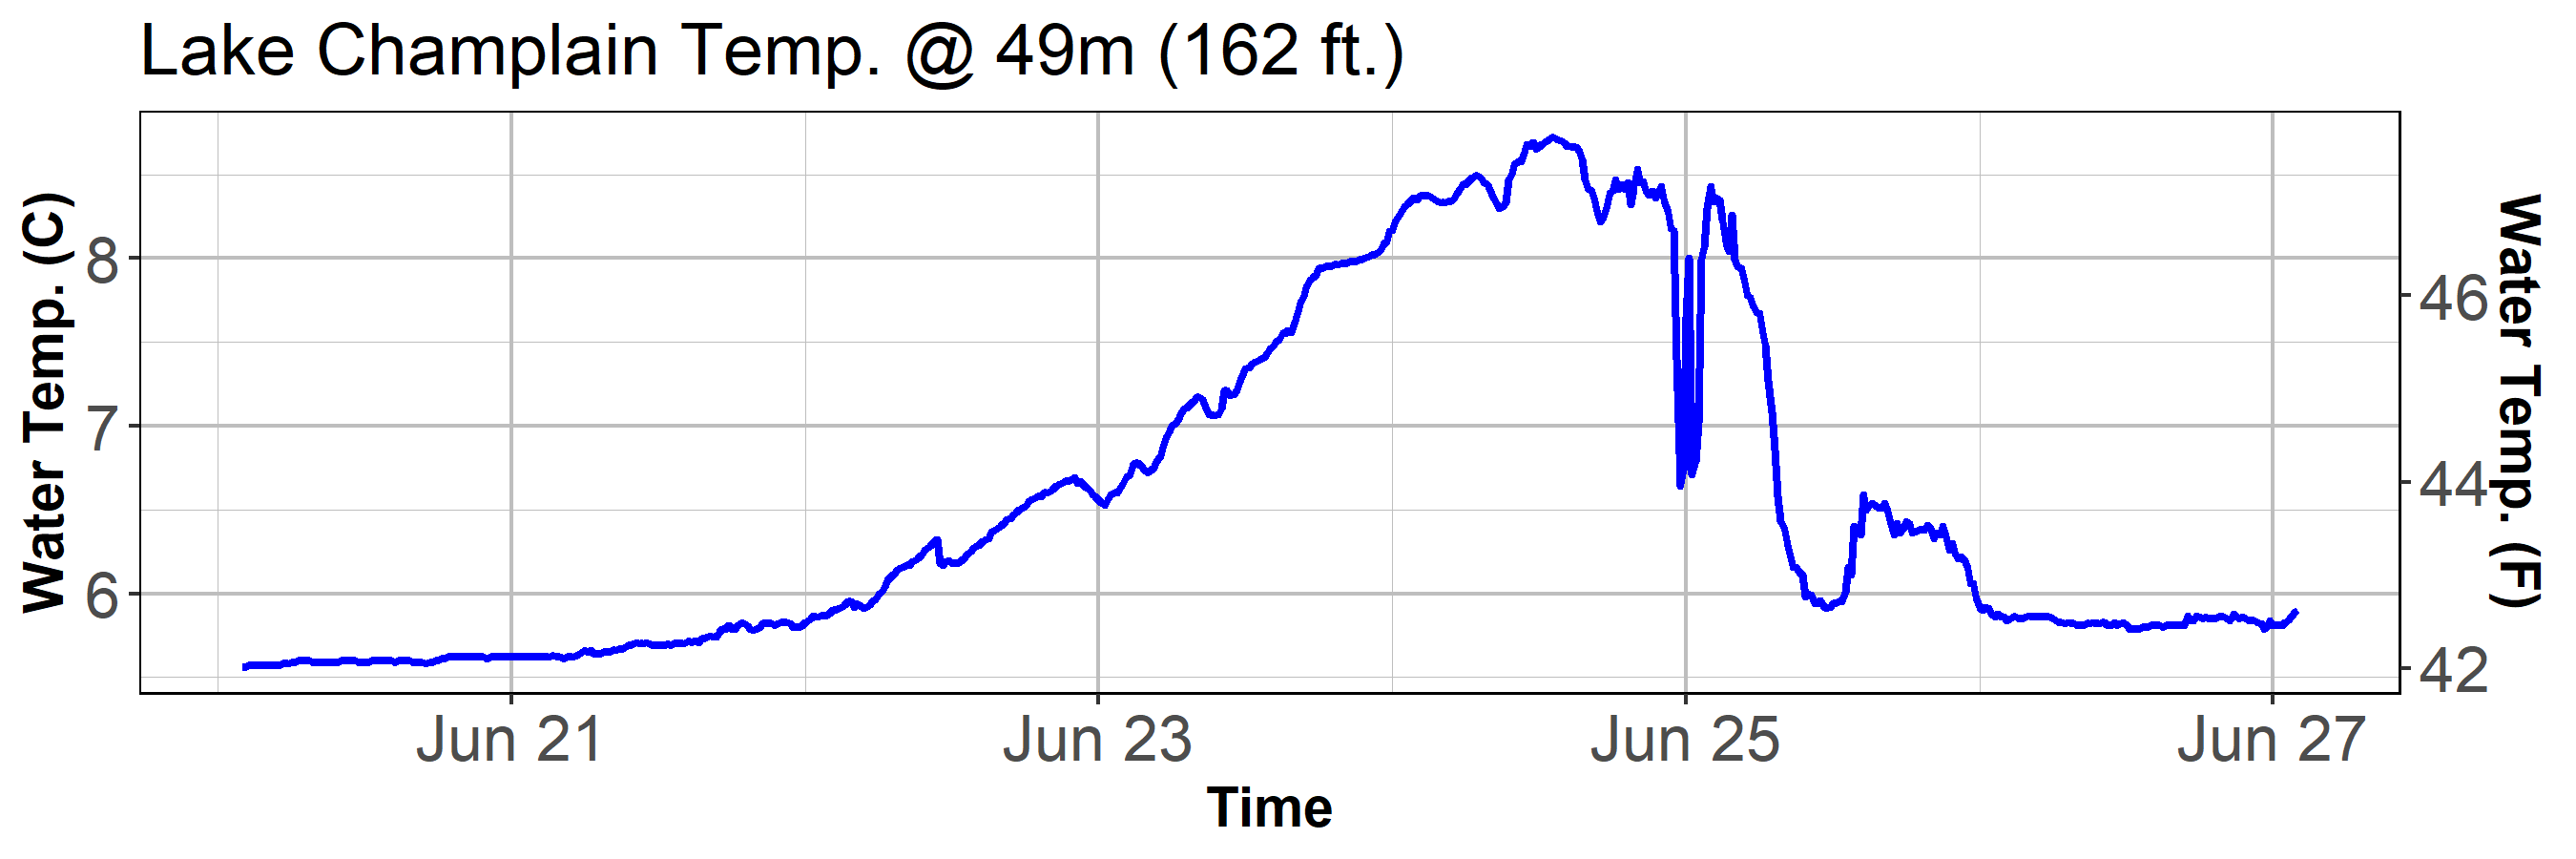 Lake Champlain Temp. @ 49m (162 ft.)
Water Temp. (C)
8
7
6
46
44
42
Water Temp. (F)
Jun 21 Jun 23 Jun 25 Jun 27
Time